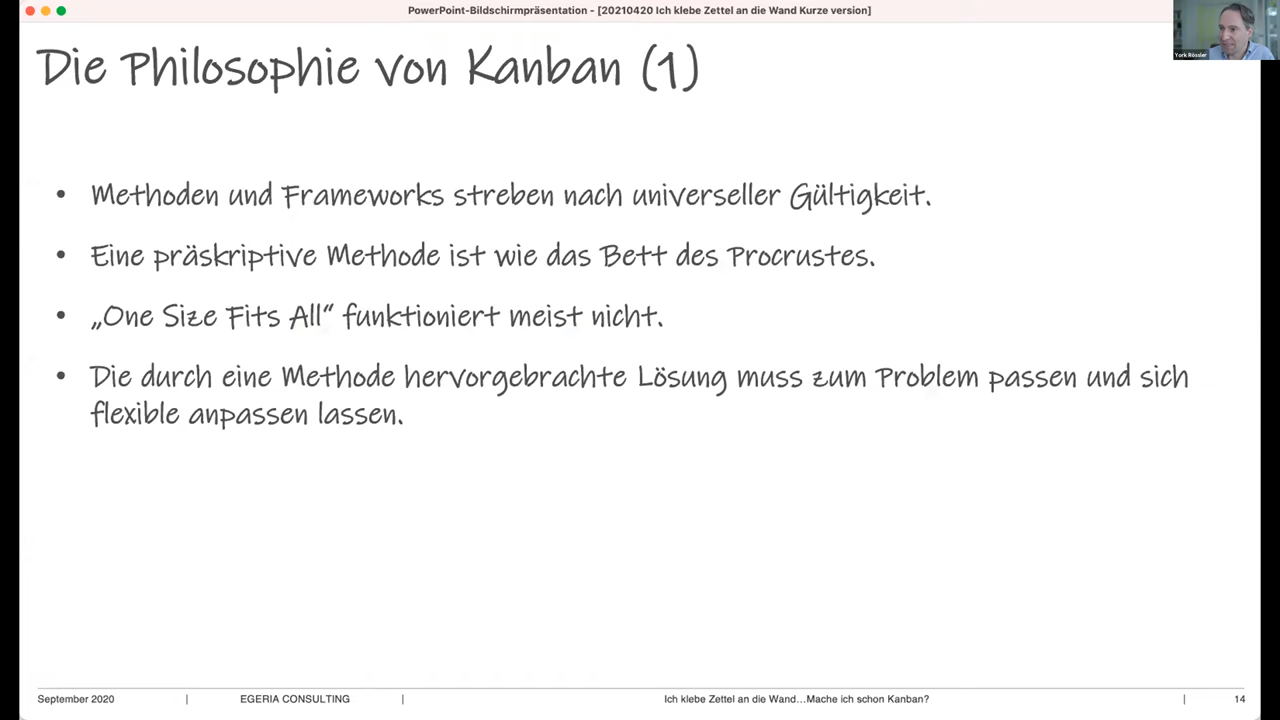 PowerPoint-Bildschirmpräsentation - [20210420 Ich klebe Zettel an die Wand Kurze version]
Die Philosophie von Kanban (1)
York Rössler
• Methoden und Frameworks streben nach universeller Gültigkeit.
• Eine präskriptive Methode ist wie das Bett des Procrustes.
• „One Size Fits All“ funktioniert meist nicht.
• Die durch eine Methode hervorgebrachte Lösung muss zum Problem passen und sich
flexible anpassen lassen.
September 2020 | EGERIA CONSULTING | Ich klebe Zettel an die Wand...Mache ich schon Kanban? | 14